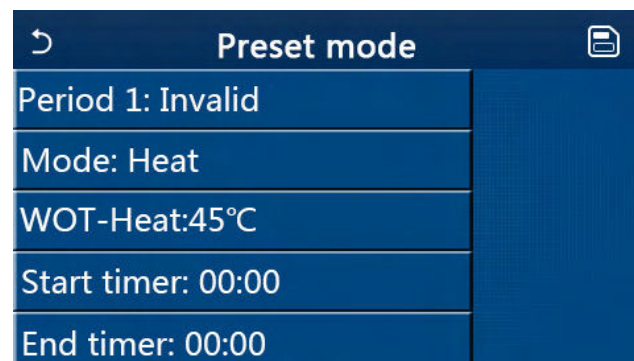 Preset mode
Period 1: Invalid
Mode: Heat
WOT-Heat:45℃
Start timer: 00:00
End timer: 00:00